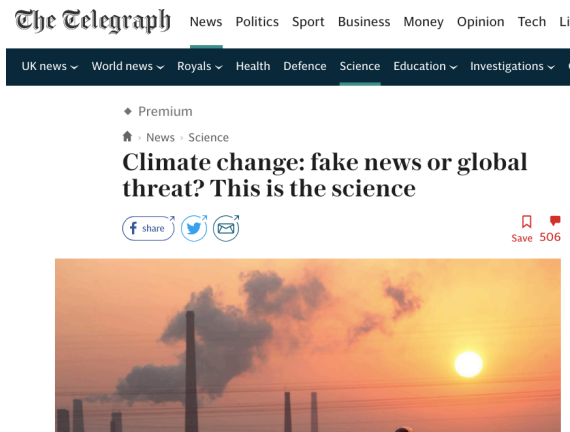 The Telegraph
News Politics Sport Business Money Opinion Tech
UK news World news Royals Health Defence Science Education Investigations
Premium
News Science
Climate change: fake news or global
threat? This is the science
share
Save 506